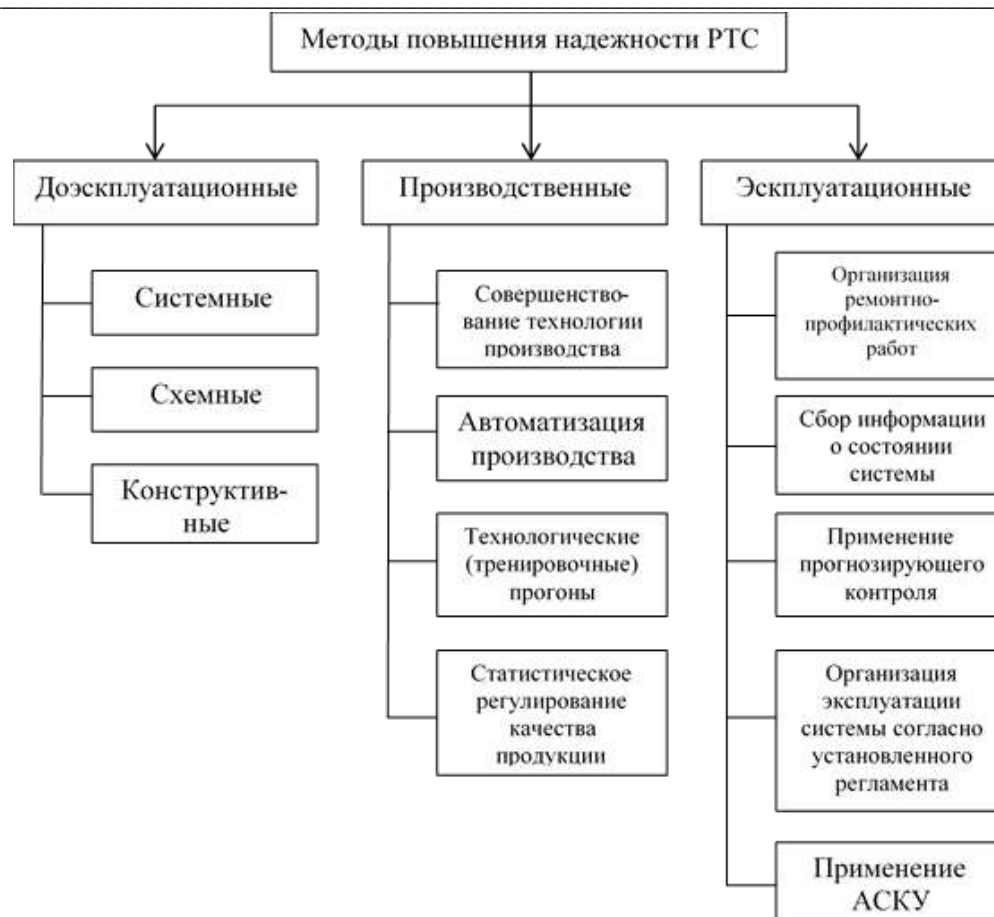 Методы повышения надежности РТС
Доэскплуатационные
Системные
Схемные
Конструктив-
ные
Производственные
Совершенство-
вание технологии
производства
Автоматизация
производства
Технологические
(тренировочные)
прогоны
Статистическое
регулирование
качества
продукции
Эскплуатационные
Организация
ремонтно-
профилактических
работ
Сбор информации
о состоянии
системы
Применение
прогнозирующего
контроля
Организация
эксплуатации
системы согласно
установленного
регламента
Применение
АСКУ